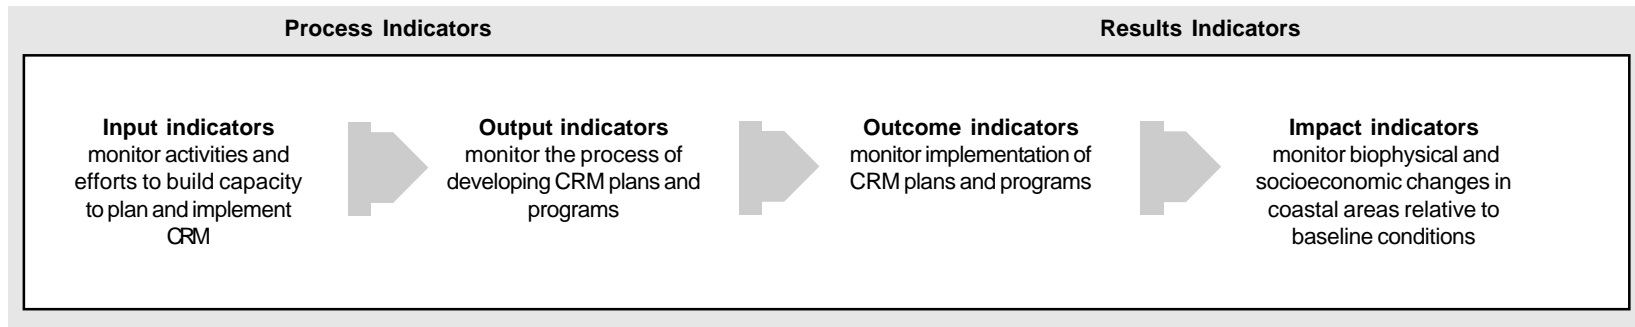 Process Indicators
Results Indicators
Input indicators
monitor activities and
efforts to build capacity
to plan and implement
CRM
Output indicators
monitor the process of
developing CRM plans and
programs
Outcome indicators
monitor implementation of
CRM plans and programs
Impact indicators
monitor biophysical and
socioeconomic changes in
coastal areas relative to
baseline conditions